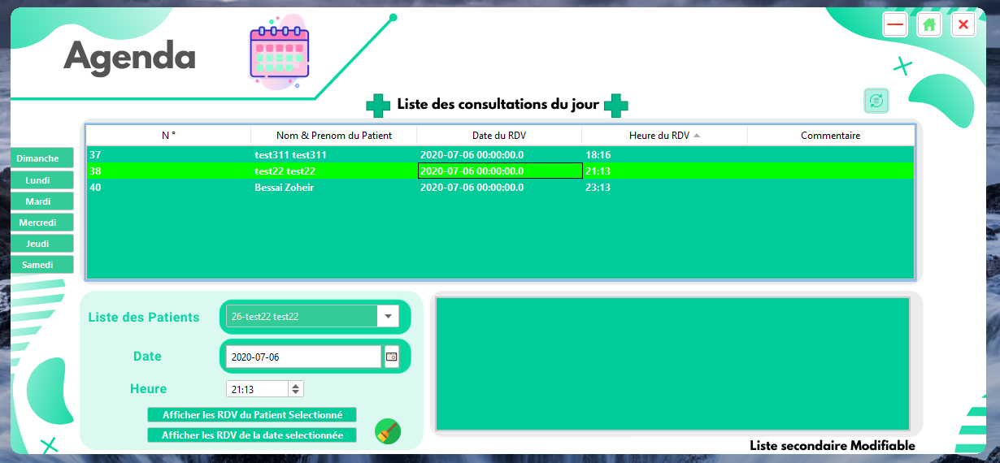 Agenda
Liste des consultations du jour
N ° Nom & Prenom du Patient Date du RDV Heure du RDV Commentaire
37 test311 test311 2020-07-06 00:00:00.0 18:16
38 test22 test22 2020-07-06 00:00:00.0 21:13
40 Bessai Zoheir 2020-07-06 00:00:00.0 23:13
Dimanche
Lundi
Mardi
Mercredi
Jeudi
Samedi
Liste des Patients 26-test22 test22
Date 2020-07-06
Heure 21:13
Afficher les RDV du Patient Selectionné
Afficher les RDV de la date selectionnée
Liste secondaire Modifiable